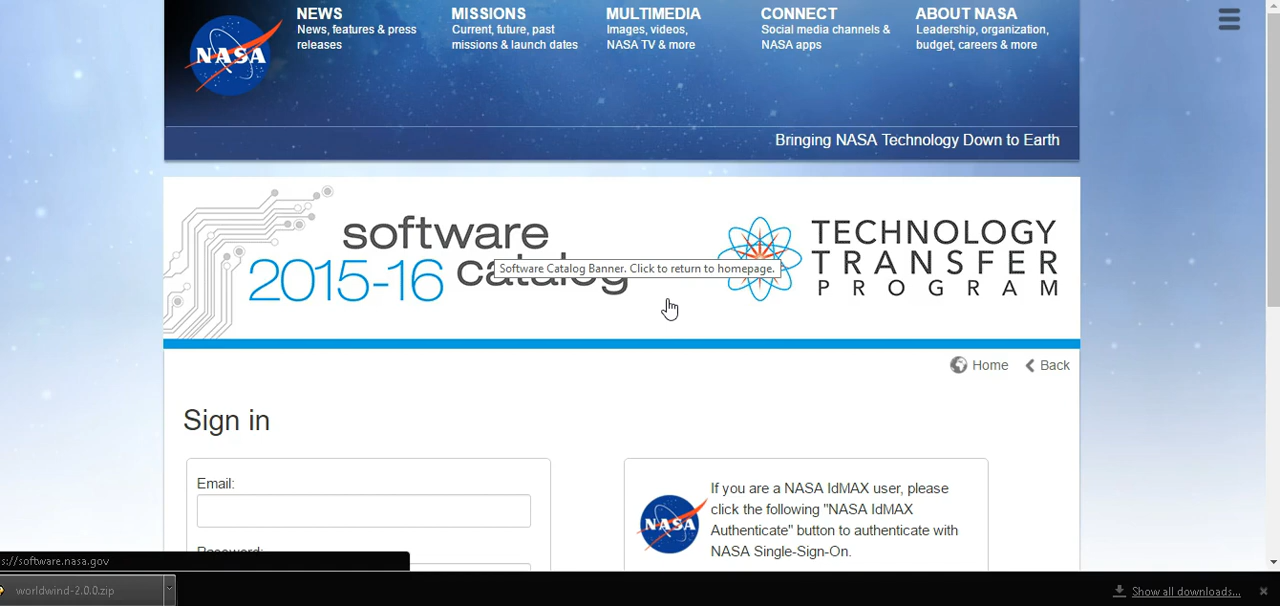 NEWS
News, features & press
releases
MISSIONS
Current, future, past
missions & launch dates
MULTIMEDIA
Images, videos,
NASA TV & more
CONNECT
Social media channels &
NASA apps
ABOUT NASA
Leadership, organization,
budget, careers & more
NASA
Bringing NASA Technology Down to Earth
software
2015-16 catalog
Software Catalog Banner. Click to return to homepage.
TECHNOLOGY
TRANSFER
PROGRAM
Home
Back
Sign in
Email:
Password:
NASA
If you are a NASA IdMAX user, please
click the following "NASA IdMAX
Authenticate" button to authenticate with
NASA Single-Sign-On.
s://software.nasa.gov
worldwind-2.0.0.zip
Show all downloads...